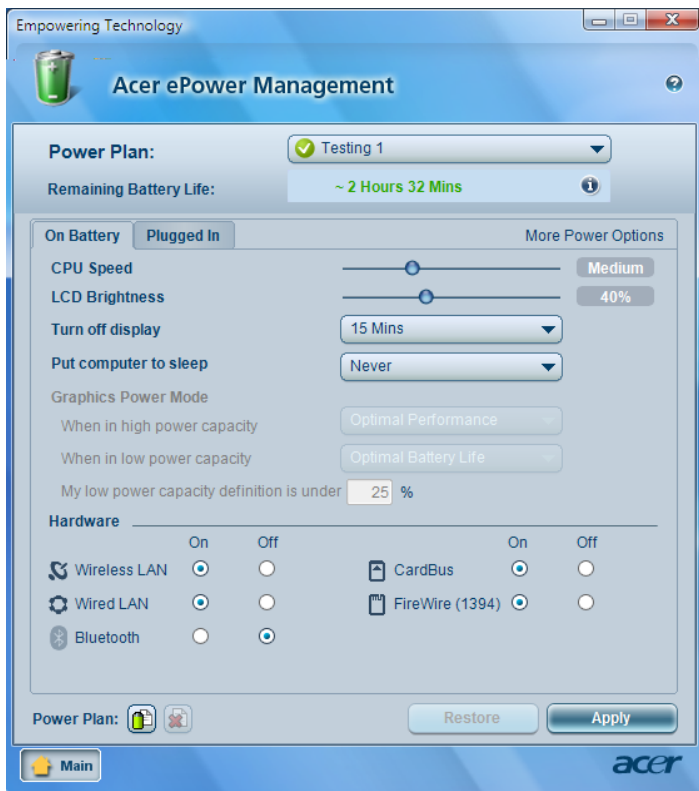 Empowering Technology
Acer ePower Management
Power Plan: Testing 1
Remaining Battery Life: ~ 2 Hours 32 Mins
On Battery Plugged In More Power Options
CPU Speed Medium
LCD Brightness 40%
Turn off display 15 Mins
Put computer to sleep Never
Graphics Power Mode
When in high power capacity Optimal Performance
When in low power capacity Optimal Battery Life
My low power capacity definition is under 25 %
Hardware
On Off On Off
Wireless LAN CardBus
Wired LAN FireWire (1394)
Bluetooth
Power Plan: Restore Apply
Main acer